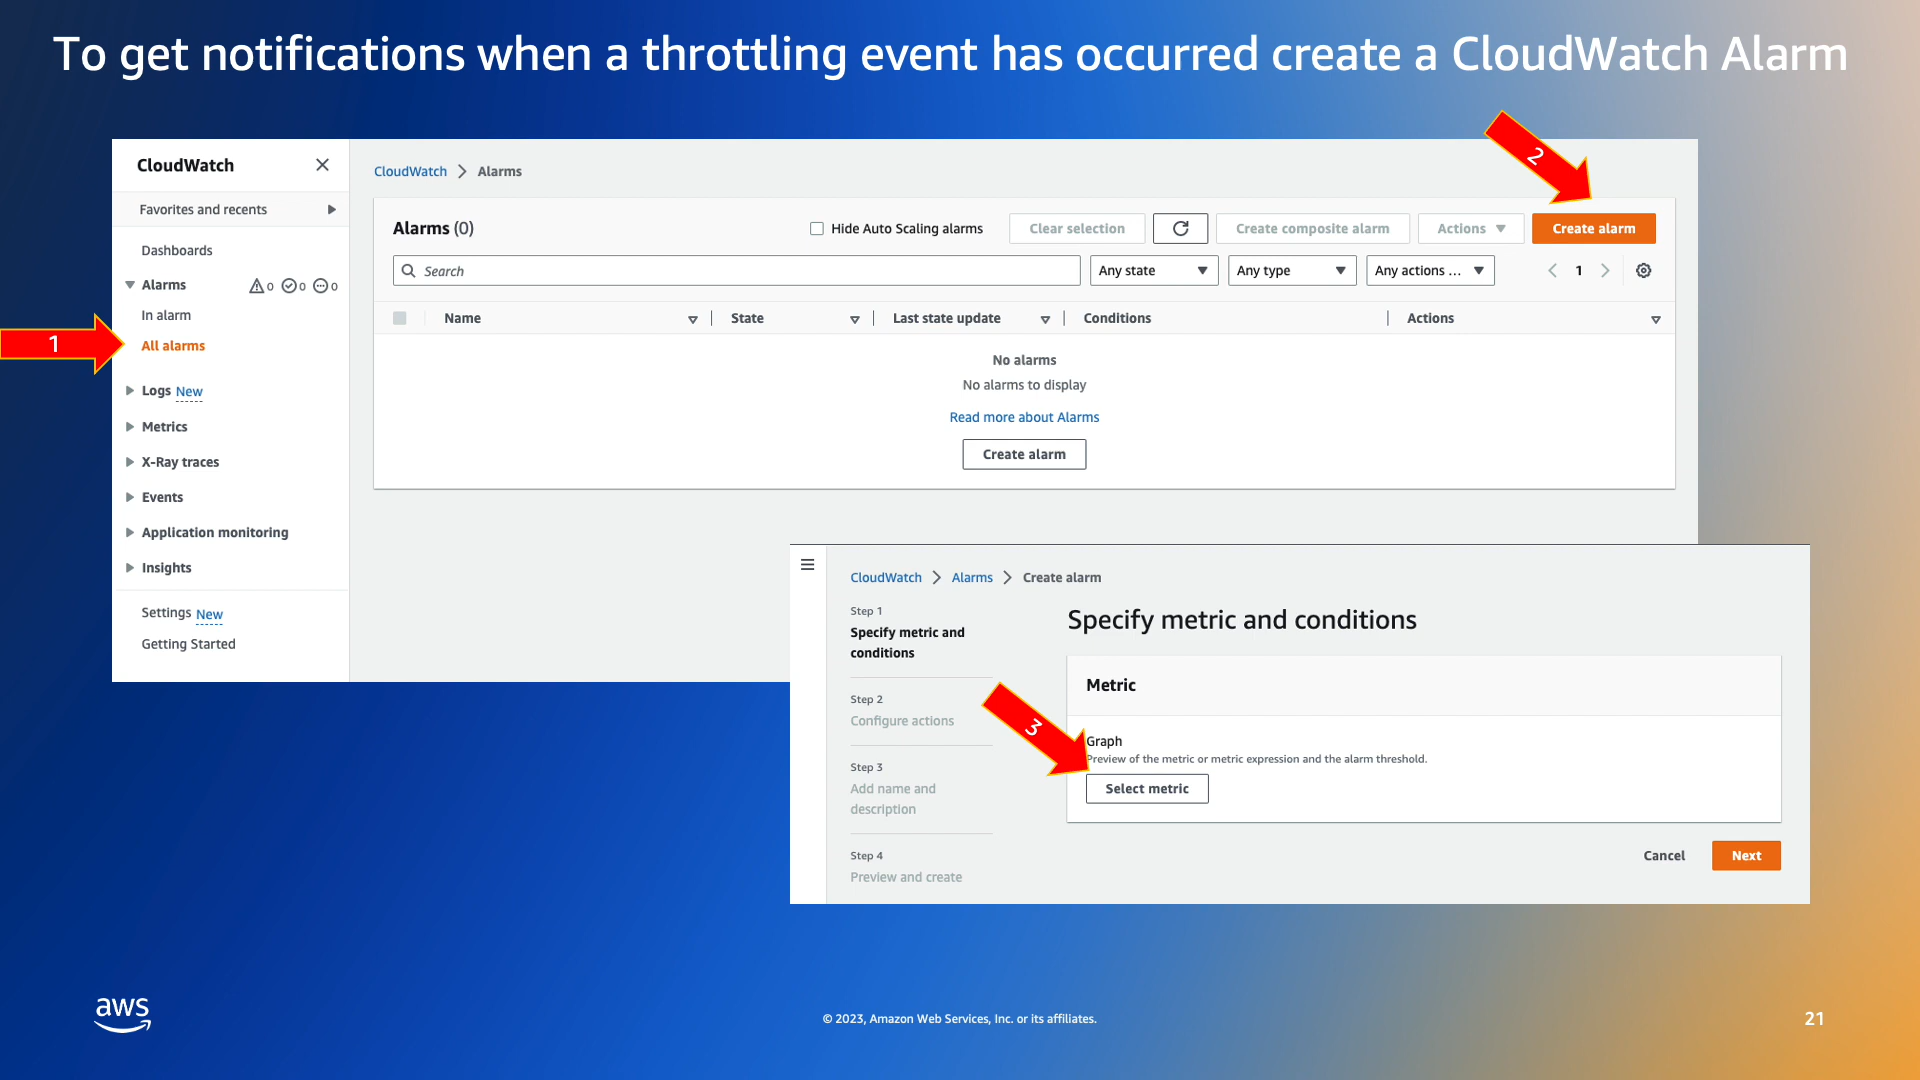 To get notifications when a throttling event has occurred create a CloudWatch Alarm
CloudWatch
Favorites and recents
Dashboards
Alarms 0 0 0
In alarm
1
All alarms
Logs New
Metrics
X-Ray traces
Events
Application monitoring
Insights
Settings New
Getting Started
CloudWatch Alarms
2
Alarms (0) Hide Auto Scaling alarms Clear selection Create composite alarm Actions Create alarm
Search Any state Any type Any actions ... 1
Name State Last state update Conditions Actions
No alarms
No alarms to display
Read more about Alarms
Create alarm
CloudWatch Alarms Create alarm
Step 1
Specify metric and
conditions
Step 2
Configure actions
Step 3
Add name and
description
Step 4
Preview and create
Specify metric and conditions
Metric
3
Graph
Preview of the metric or metric expression and the alarm threshold.
Select metric
Cancel Next
aws
© 2023, Amazon Web Services, Inc. or its affiliates.
21